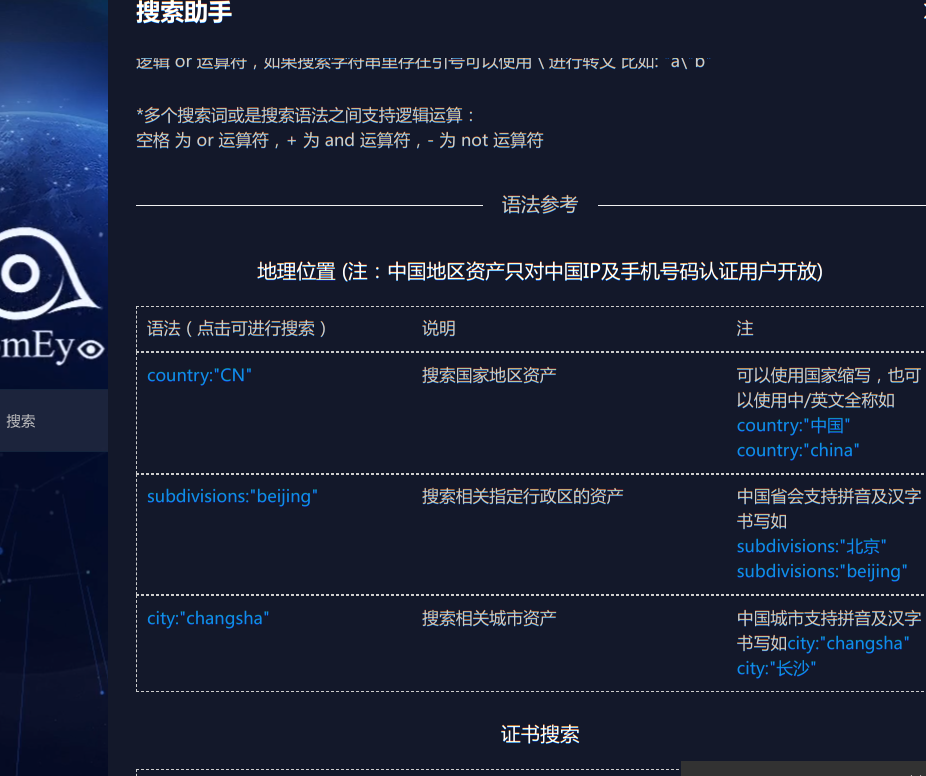 搜索助手
逻辑 or 运算符，如果搜索字符串里存在引号可以使用 \ 进行转义 比如: "a\"b"
*多个搜索词或是搜索语法之间支持逻辑运算：
空格 为 or 运算符，+ 为 and 运算符，- 为 not 运算符
语法参考
地理位置 (注：中国地区资产只对中国IP及手机号码认证用户开放)
语法（点击可进行搜索） 说明 注
country:"CN" 搜索国家地区资产 可以使用国家缩写，也可
以使用中/英文全称如
country:"中国"
country:"china"
subdivisions:"beijing" 搜索相关指定行政区的资产 中国省会支持拼音及汉字
书写如
subdivisions:"北京"
subdivisions:"beijing"
city:"changsha" 搜索相关城市资产 中国城市支持拼音及汉字
书写如city:"changsha"
city:"长沙"
证书搜索
mEy
搜索